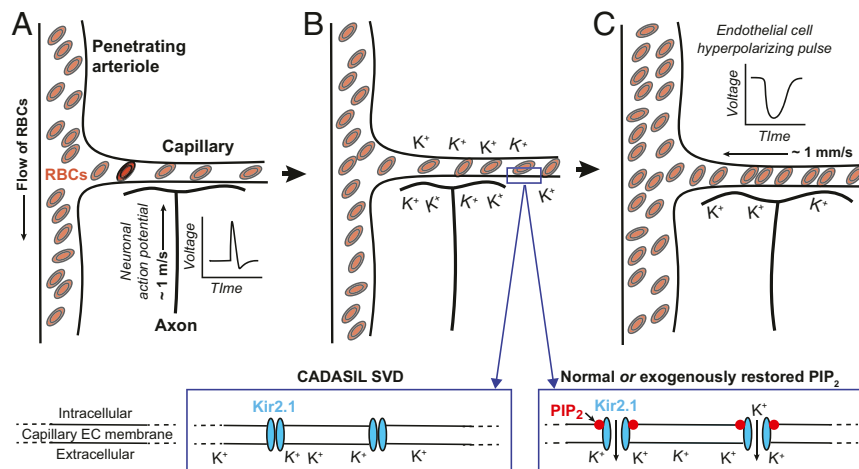 A
Penetrating
arteriole
Flow of RBCs
Capillary
RBCs
Neuronal
action potential
~ 1 m/s
Voltage
TIme
Axon
B
K+ K+ K+ K+
K+ K+ K+ K+
K+
C
Endothelial cell
hyperpolarizing pulse
Voltage
TIme
~ 1 mm/s
K+ K+ K+
CADASIL SVD
Kir2.1
Intracellular
Capillary EC membrane
Extracellular
K+ K+ K+ K+ K+
Normal or exogenously restored PIP2
PIP2 Kir2.1 K+
K+ K+ K+ K+ K+